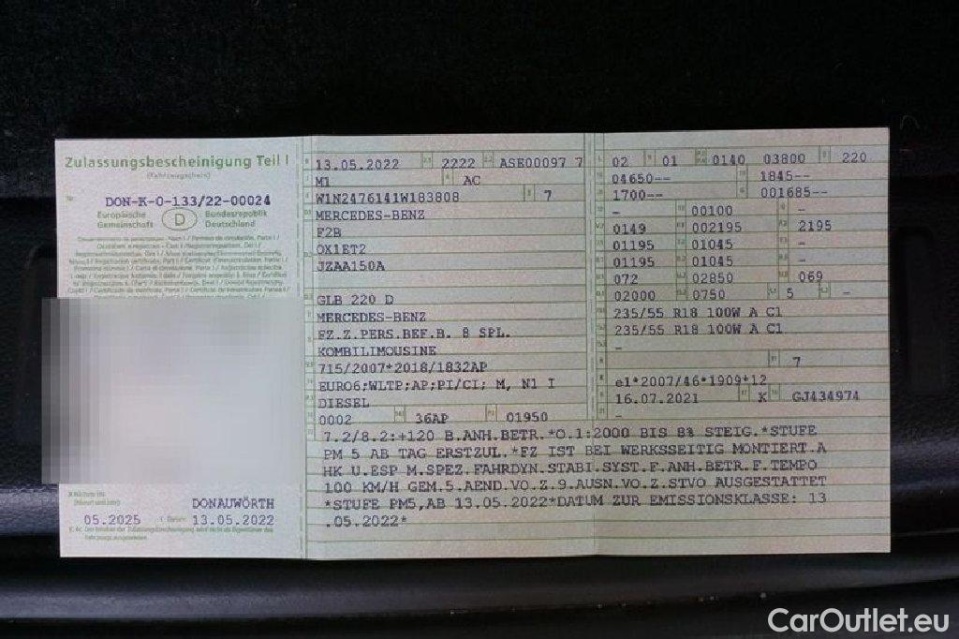 Zulassungsbescheinigung Teil I
(Fahrzeugschein)
Nr. DON-K-0-133/22-00024
Europäische Gemeinschaft D Bundesrepublik Deutschland
DONAUWÖRTH
05.2025 13.05.2022
13.05.2022 2222 ASE00097 7
M1 AC
W1N2476141W183808 7
MERCEDES-BENZ
F2B
OX1ET2
JZAA150A
GLB 220 D
MERCEDES-BENZ
FZ.Z.PERS.BEF.B. 8 SPL.
KOMBILIMOUSINE
715/2007*2018/1832AP
EURO6;WLTP;AP;PI/CI; M, N1 I
DIESEL
0002 36AP 01950
02 01 0140 03800 220
04650-- 1845--
1700-- 001685--
- 00100 -
0149 002195 2195
01195 01045
01195 01045
072 02850 069
02000 0750 5 -
235/55 R18 100W A C1
235/55 R18 100W A C1
-
7
e1*2007/46*1909*12
16.07.2021 K GJ434974
-
7.2/8.2:+120 B.ANH.BETR.*O.1:2000 BIS 8% STEIG.*STUFE
PM 5 AB TAG ERSTZUL.*FZ IST BEI WERKSSEITIG MONTIERT.A
HK U.ESP M.SPEZ.FAHRDYN.STABI.SYST.F.ANH.BETR.F.TEMPO
100 KM/H GEM.5.AEND.VO.Z.9.AUSN.VO.Z.STVO AUSGESTATTET
*STUFE PM5,AB 13.05.2022*DATUM ZUR EMISSIONSKLASSE: 13
.05.2022*
CarOutlet.eu